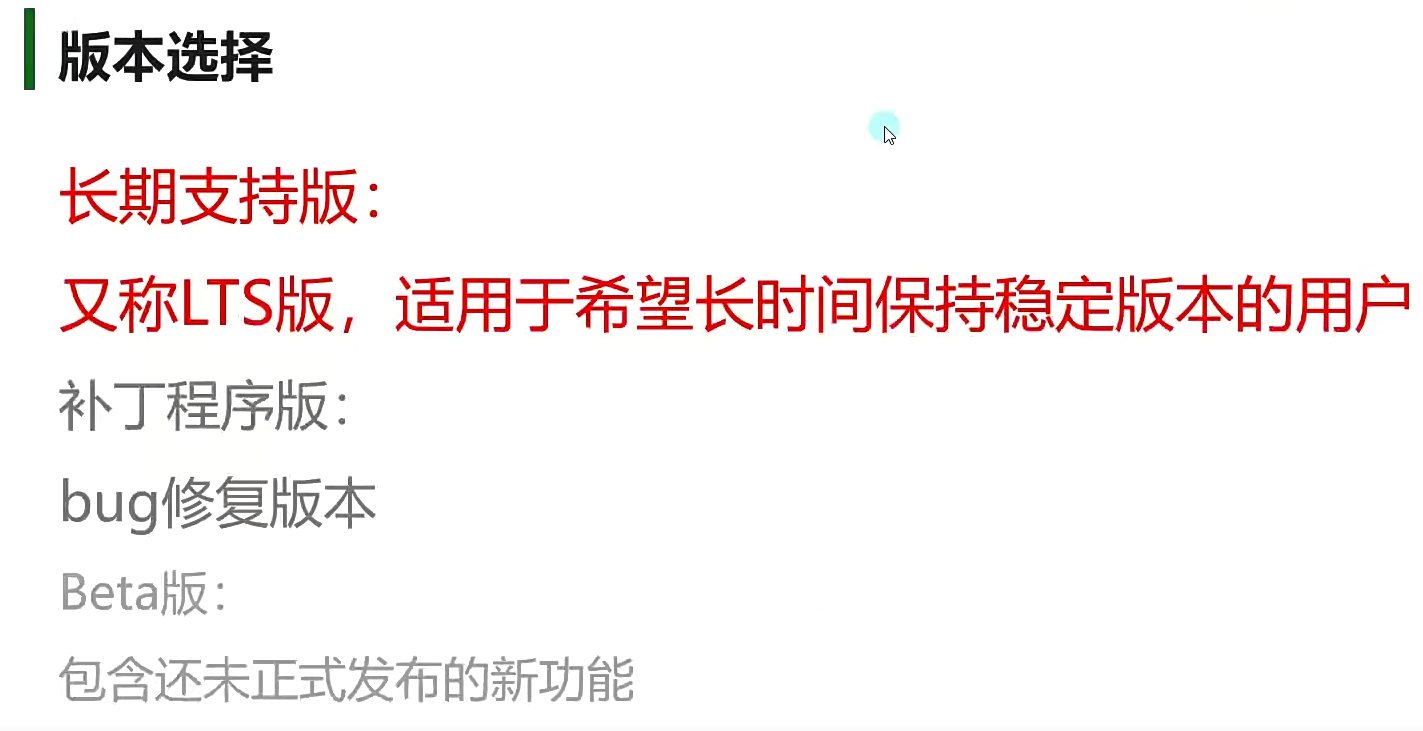 版本选择
长期支持版：
又称LTS版，适用于希望长时间保持稳定版本的用户
补丁程序版：
bug修复版本
Beta版：
包含还未正式发布的新功能